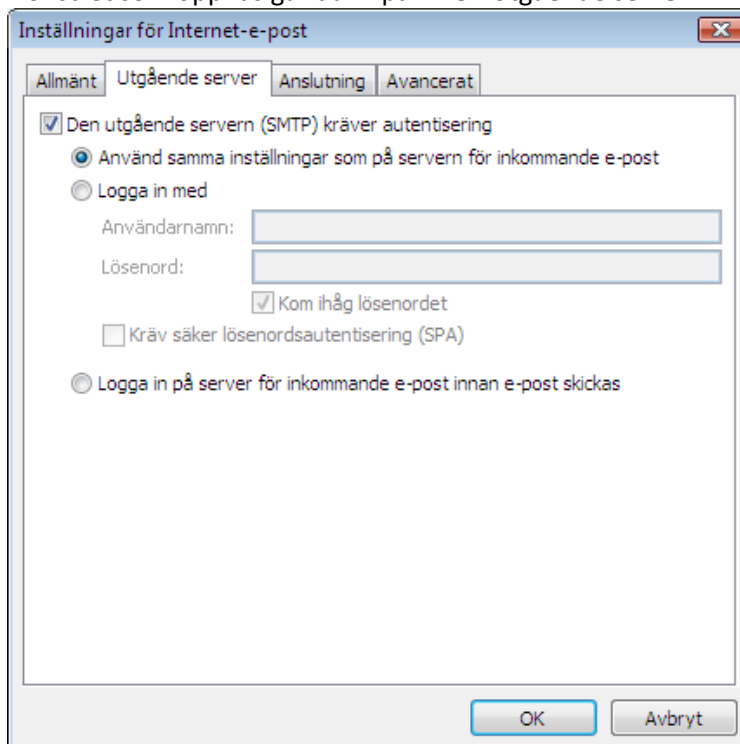 Inställningar för Internet-e-post
Allmänt Utgående server Anslutning Avancerat
Den utgående servern (SMTP) kräver autentisering
Använd samma inställningar som på servern för inkommande e-post
Logga in med
Användarnamn:
Lösenord:
Kom ihåg lösenordet
Kräv säker lösenordsautentisering (SPA)
Logga in på server för inkommande e-post innan e-post skickas
OK Avbryt